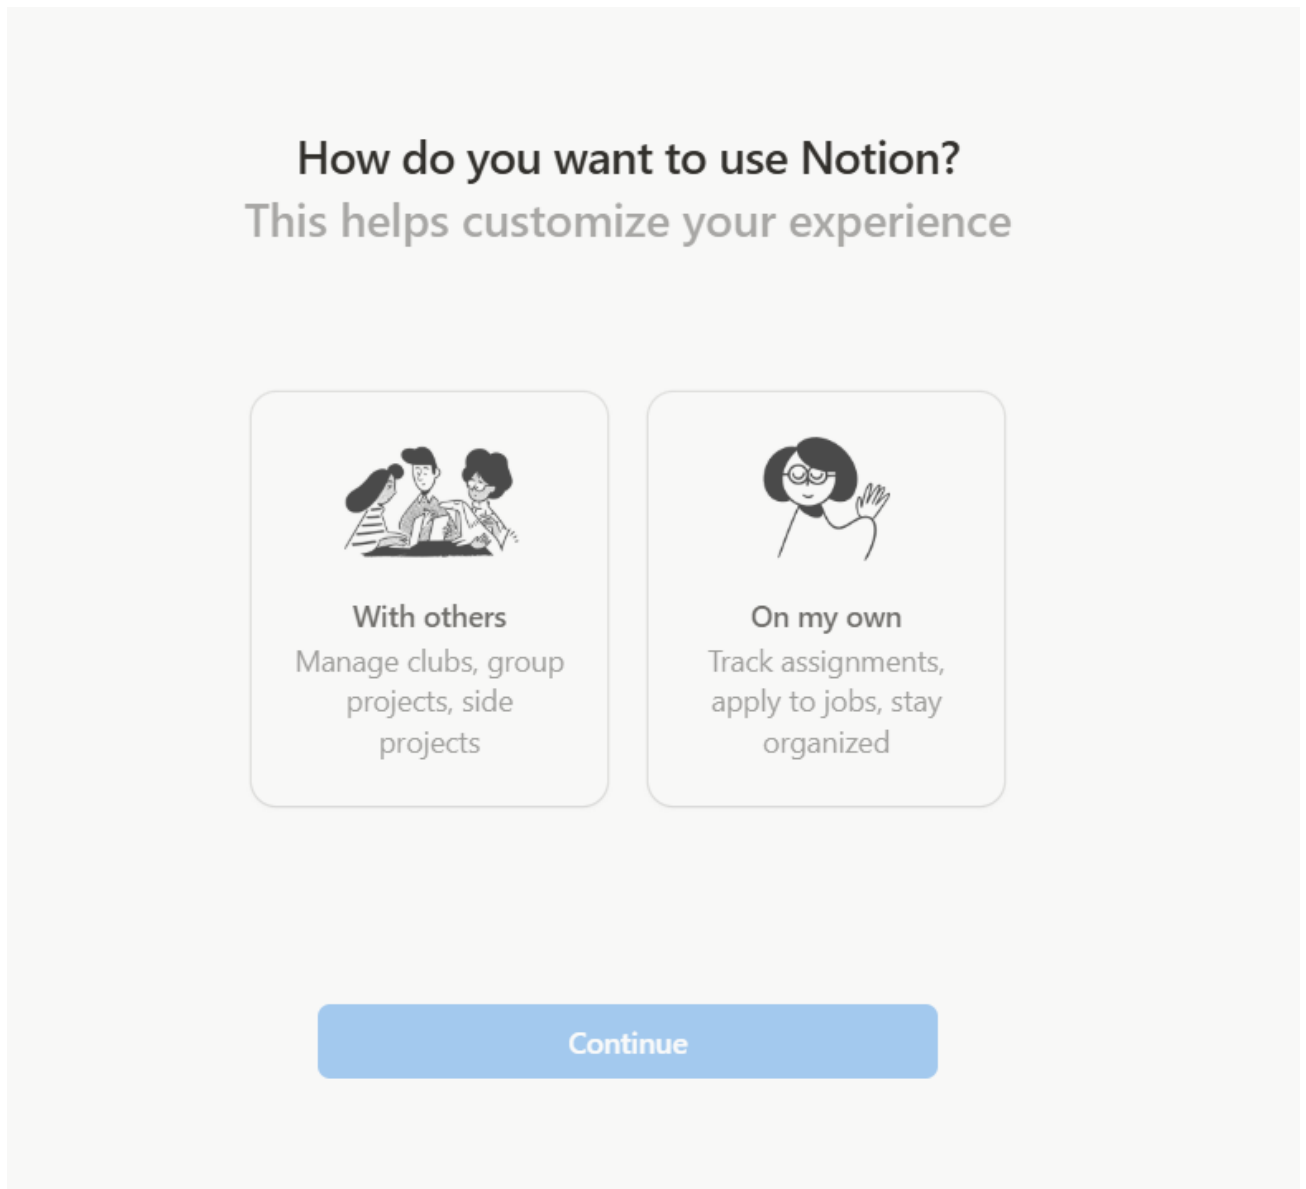 How do you want to use Notion?
This helps customize your experience
With others
Manage clubs, group
projects, side
projects
On my own
Track assignments,
apply to jobs, stay
organized
Continue